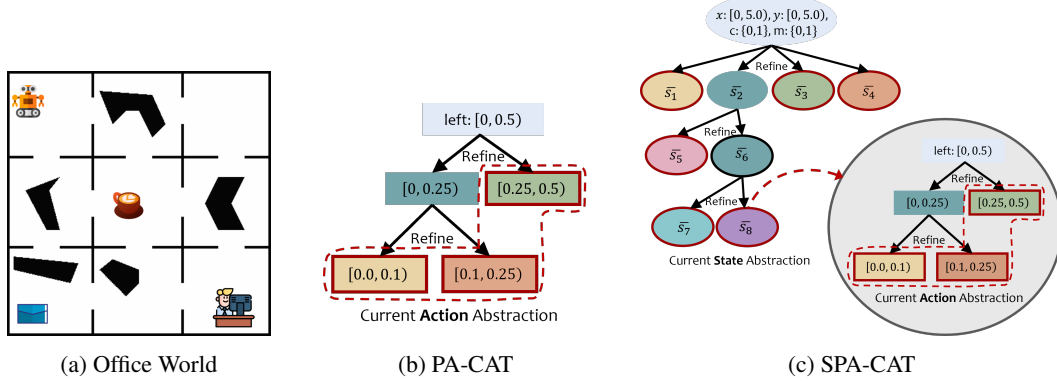 left: [0, 0.5)
Refine
[0, 0.25)
[0.25, 0.5)
Refine
[0.0, 0.1)
[0.1, 0.25)
Current Action Abstraction
x: [0, 5.0), y: [0, 5.0),
c: {0,1}, m: {0,1}
Refine
s̄₁
s̄₂
s̄₃
s̄₄
Refine
s̄₅
s̄₆
Refine
s̄₇
s̄₈
Current State Abstraction
left: [0, 0.5)
Refine
[0, 0.25)
[0.25, 0.5)
Refine
[0.0, 0.1)
[0.1, 0.25)
Current Action Abstraction
(a) Office World
(b) PA-CAT
(c) SPA-CAT